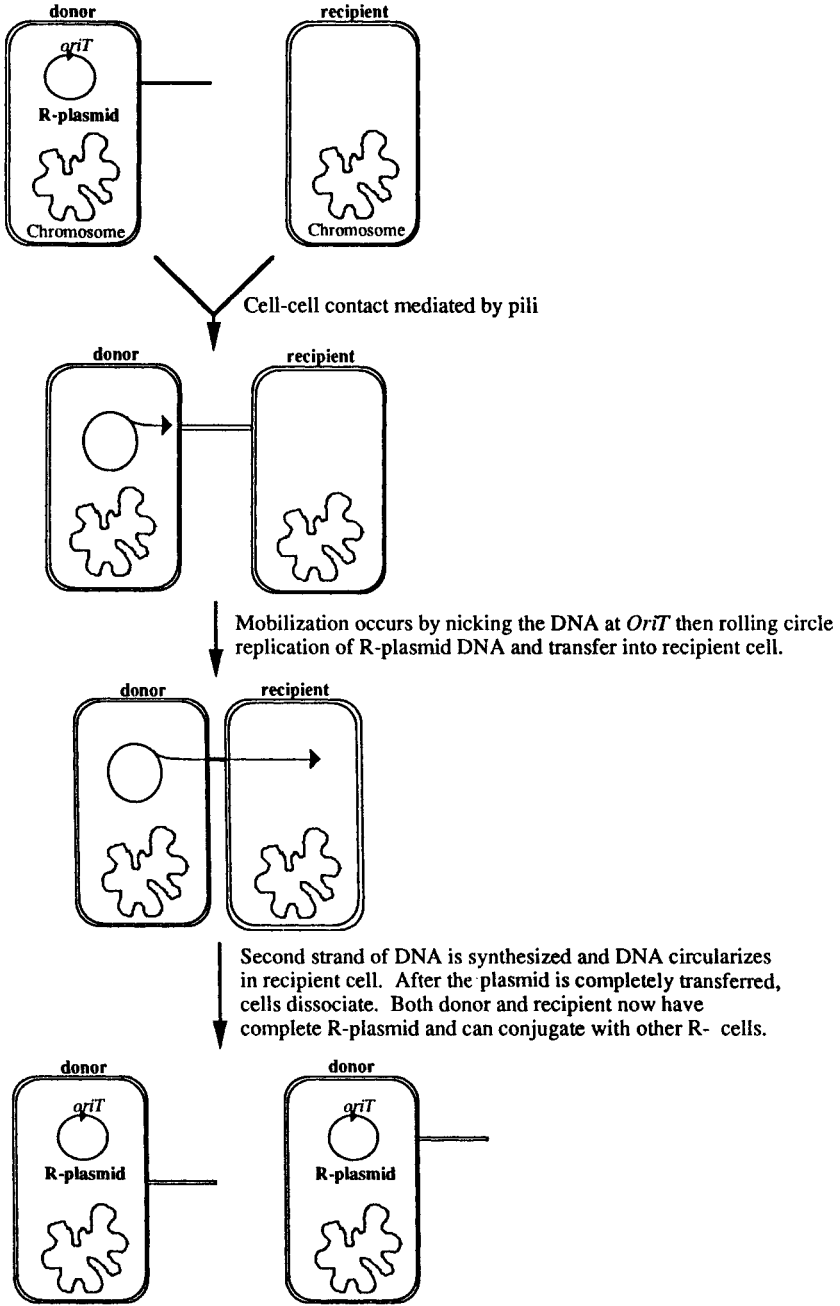 donor
recipient
oriT
R-plasmid
Chromosome
Chromosome
Cell-cell contact mediated by pili
donor
recipient
Mobilization occurs by nicking the DNA at OriT then rolling circle
replication of R-plasmid DNA and transfer into recipient cell.
donor
recipient
Second strand of DNA is synthesized and DNA circularizes
in recipient cell. After the plasmid is completely transferred,
cells dissociate. Both donor and recipient now have
complete R-plasmid and can conjugate with other R- cells.
donor
donor
oriT
oriT
R-plasmid
R-plasmid